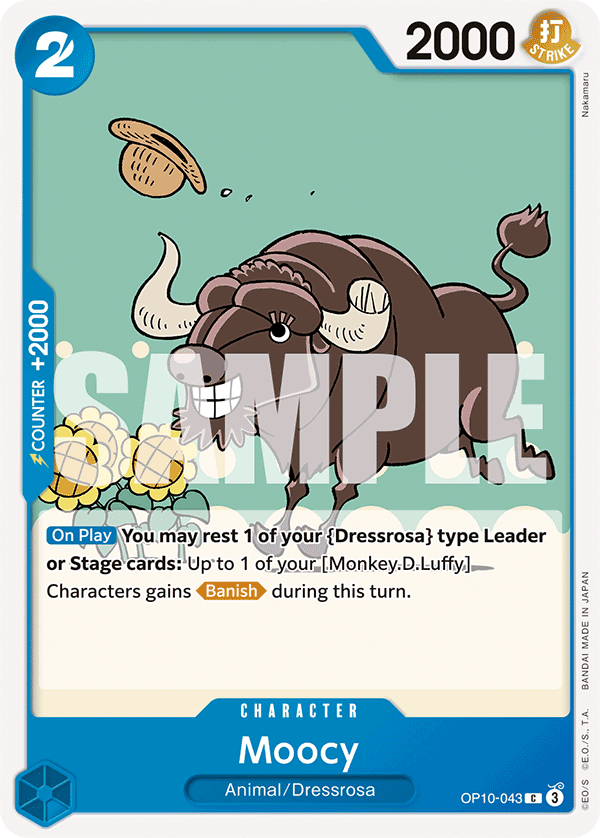 2
2000
打
STRIKE
Nakamaru
COUNTER +2000
SAMPLE
On Play You may rest 1 of your {Dressrosa} type Leader
or Stage cards: Up to 1 of your [Monkey.D.Luffy]
Characters gains Banish during this turn.
CHARACTER
Moocy
Animal/Dressrosa
OP10-043 C 3
©EO/S ©E.O./S., T.A. BANDAI MADE IN JAPAN